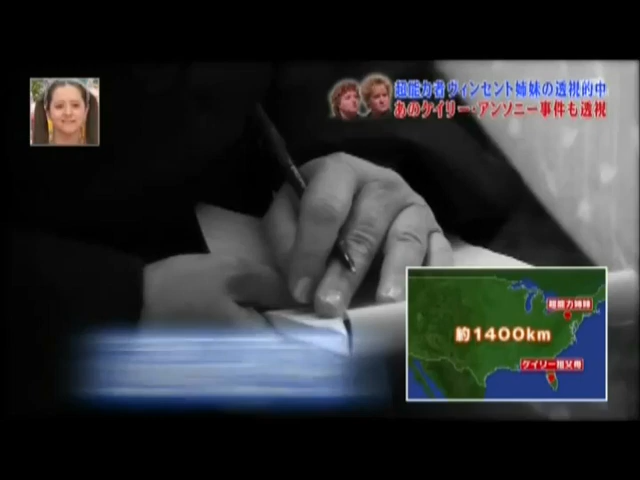 超能力者ヴィンセント姉妹の透視的中
あのケイリー・アンソニー事件も透視
超能力姉妹
約1400km
ケイリー祖父母